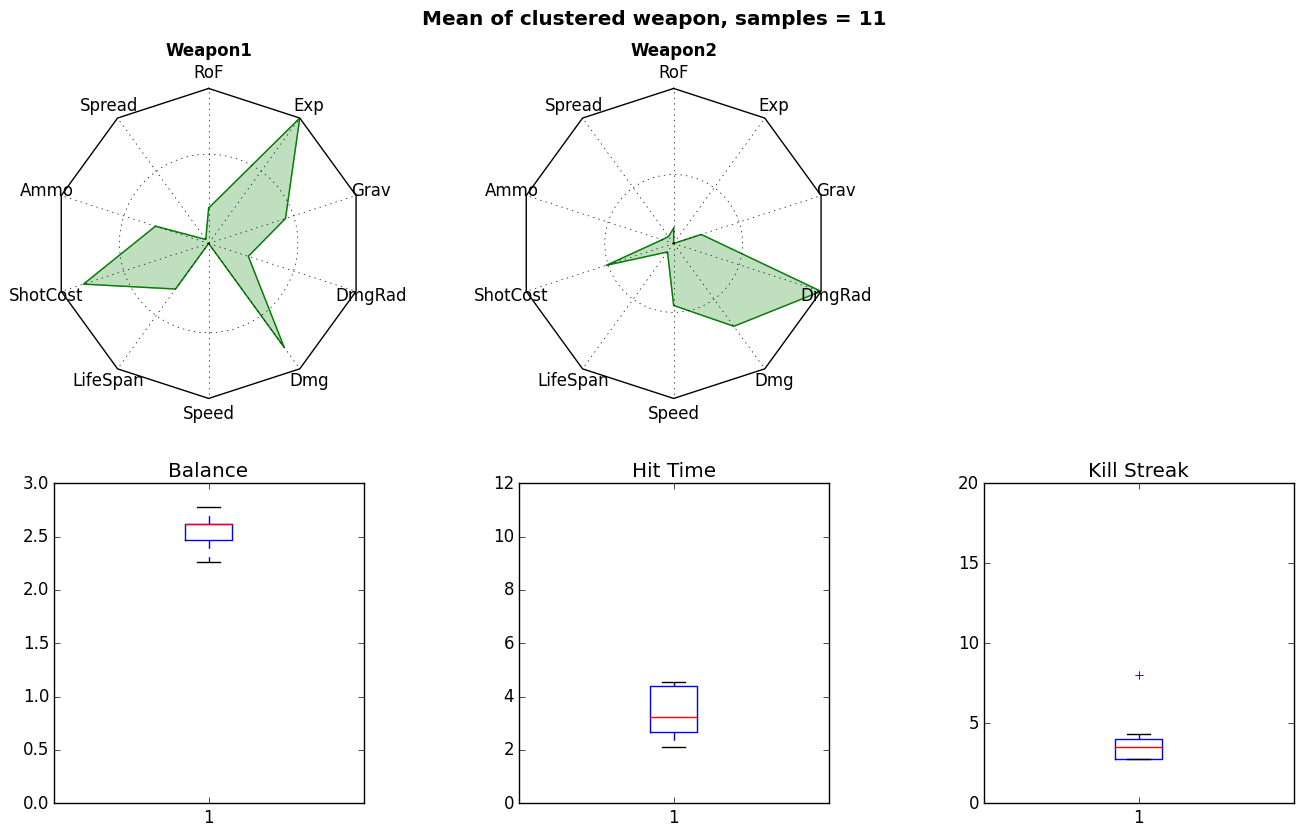 Mean of clustered weapon, samples = 11
Weapon1
RoF
Exp
Spread
Grav
Ammo
DmgRad
ShotCost
Dmg
LifeSpan
Speed
Weapon2
RoF
Exp
Spread
Grav
Ammo
DmgRad
ShotCost
Dmg
LifeSpan
Speed
Balance
3.0
2.5
2.0
1.5
1.0
0.5
0.0
1
Hit Time
12
10
8
6
4
2
0
1
Kill Streak
20
15
10
5
0
1